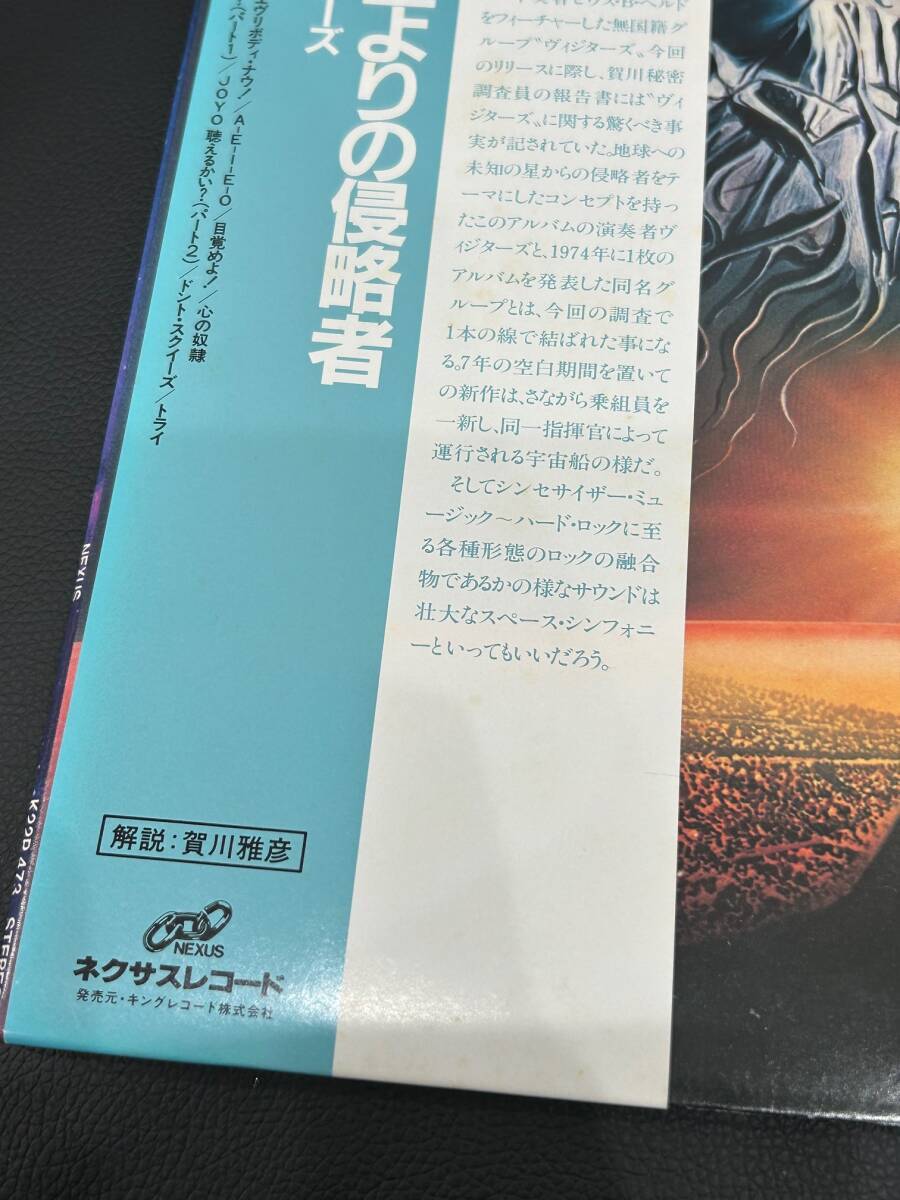 エヴリボディ・ナウ!/A-E-I-E-O/目覚めよ!/心の奴隷
(パート1)/JOYO 聴えるかい?・(パート2)/ドント・スクイーズ/トライ
よりの侵略者
ーズ
をフィーチャーした無国籍グ
ループ“ヴィジターズ„今回
のリリースに際し、賀川秘密
調査員の報告書には“ヴィ
ジターズ„に関する驚くべき事
実が記されていた。地球への
未知の星からの侵略者をテ
ーマにしたコンセプトを持っ
たこのアルバムの演奏者ヴ
ィジターズと、1974年に1枚の
アルバムを発表した同名グ
ループとは、今回の調査で
1本の線で結ばれた事にな
る。7年の空白期間を置いて
の新作は、さながら乗組員を
一新し、同一指揮官によって
運行される宇宙船の様だ。
そしてシンセサイザー・ミュ
ージック〜ハード・ロックに至
る各種形態のロックの融合
物であるかの様なサウンドは
壮大なスペース・シンフォニ
ーといってもいいだろう。
解説:賀川雅彦
NEXUS
ネクサスレコード
発売元・キングレコード株式会社
NEXUS
K22P